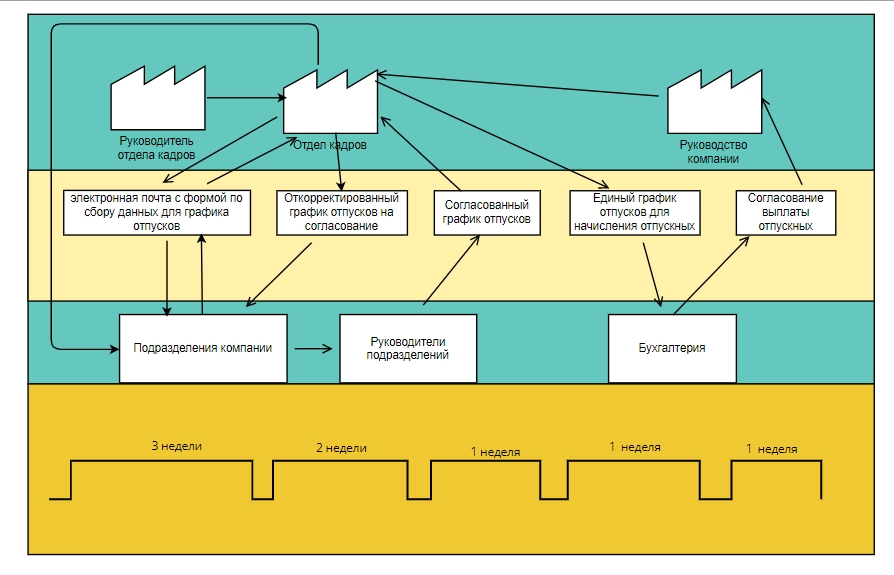 Руководитель
отдела кадров
Отдел кадров
Руководство
компании
электронная почта с формой по
сбору данных для графика
отпусков
Откорректированный
график отпусков на
согласование
Согласованный
график отпусков
Единый график
отпусков для
начисления отпускных
Согласование
выплаты
отпускных
Подразделения компании
Руководители
подразделений
Бухгалтерия
3 недели
2 недели
1 неделя
1 неделя
1 неделя